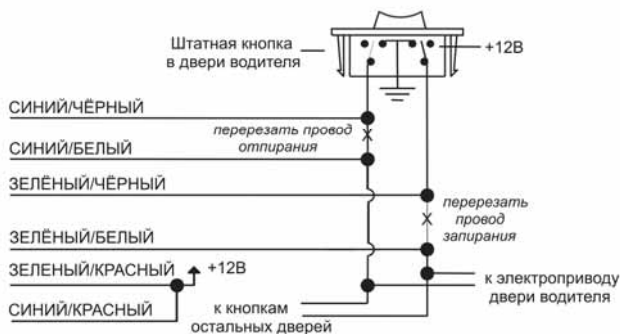 Штатная кнопка
в двери водителя
+12В
СИНИЙ/ЧЁРНЫЙ
перерезать провод
отпирания
СИНИЙ/БЕЛЫЙ
ЗЕЛЁНЫЙ/ЧЁРНЫЙ
перерезать
провод
запирания
ЗЕЛЁНЫЙ/БЕЛЫЙ
ЗЕЛЕНЫЙ/КРАСНЫЙ
+12В
СИНИЙ/КРАСНЫЙ
к кнопкам
остальных дверей
к электроприводу
двери водителя